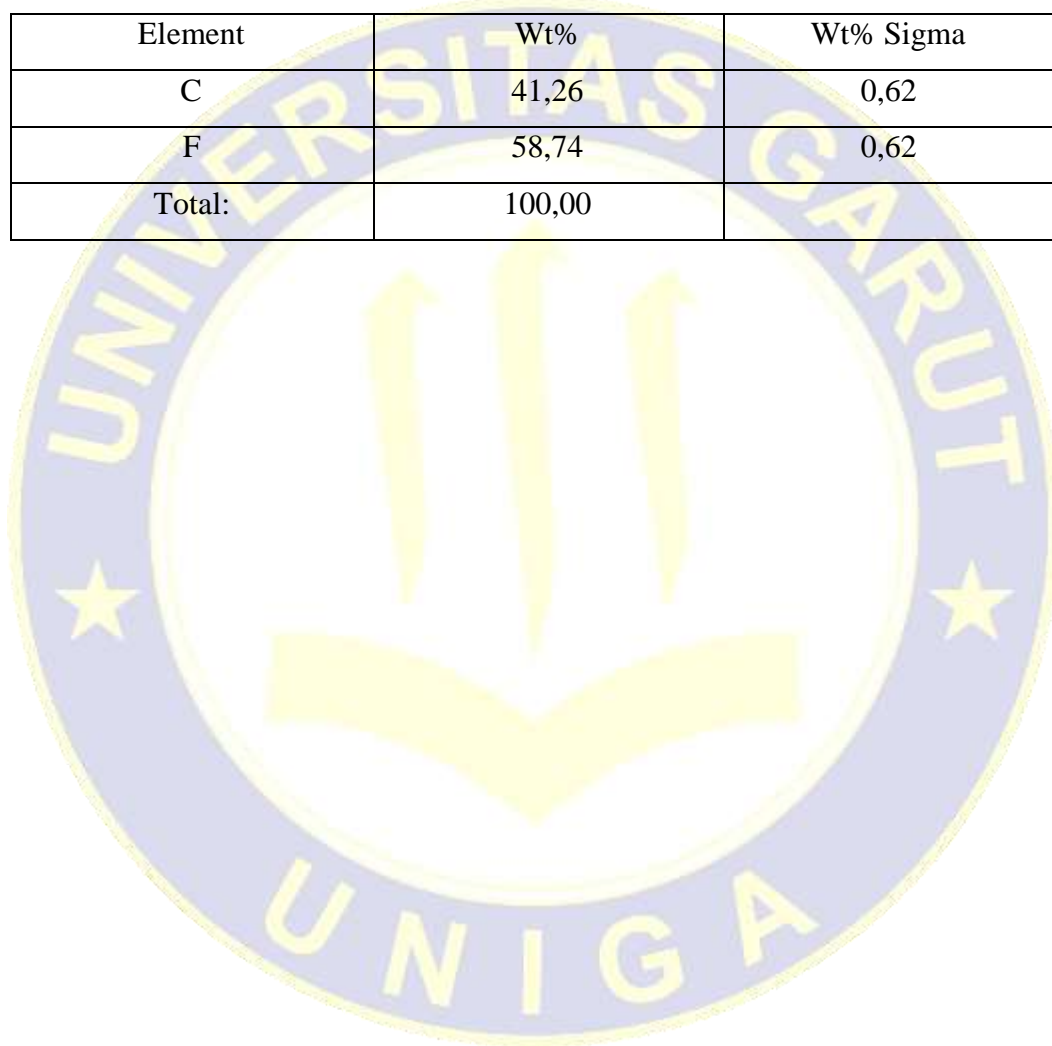 Element Wt% Wt% Sigma
C 41,26 0,62
F 58,74 0,62
Total: 100,00
UNIVERSITAS GARUT
UNIGA